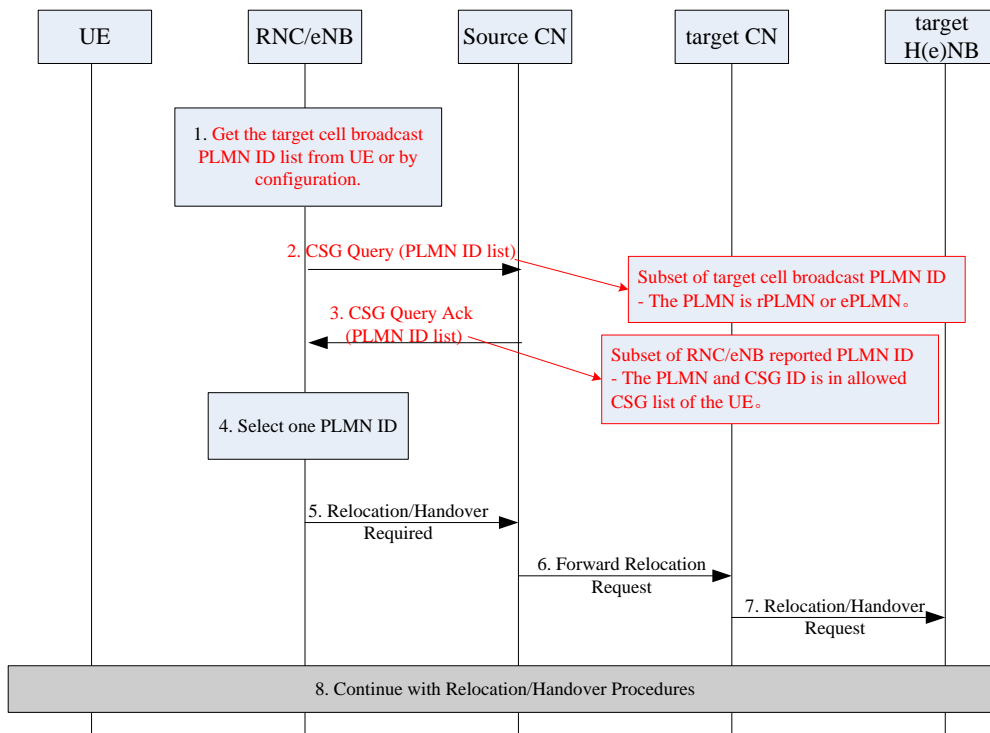 UE
RNC/eNB
Source CN
target CN
target
H(e)NB
1. Get the target cell broadcast
PLMN ID list from UE or by
configuration.
2. CSG Query (PLMN ID list)
Subset of target cell broadcast PLMN ID
- The PLMN is rPLMN or ePLMN。
3. CSG Query Ack
(PLMN ID list)
Subset of RNC/eNB reported PLMN ID
- The PLMN and CSG ID is in allowed
CSG list of the UE。
4. Select one PLMN ID
5. Relocation/Handover
Required
6. Forward Relocation
Request
7. Relocation/Handover
Request
8. Continue with Relocation/Handover Procedures